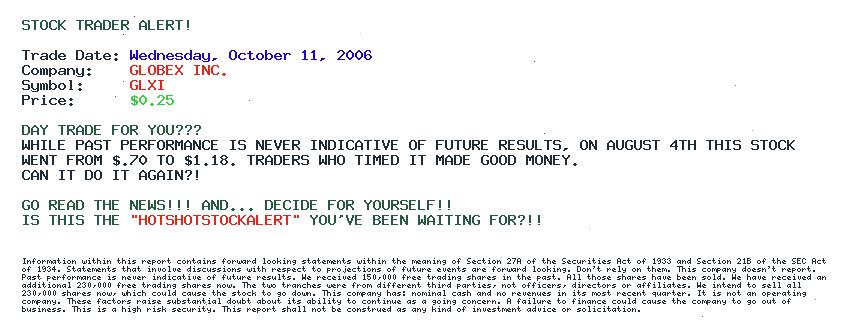 STOCK TRADER ALERT!
Trade Date: Wednesday, October 11, 2006
Company: GLOBEX INC.
Symbol: GLXI
Price: $0.25
DAY TRADE FOR YOU???
WHILE PAST PERFORMANCE IS NEVER INDICATIVE OF FUTURE RESULTS, ON AUGUST 4TH THIS STOCK
WENT FROM $.70 TO $1.18. TRADERS WHO TIMED IT MADE GOOD MONEY.
CAN IT DO IT AGAIN?!
GO READ THE NEWS!!! AND... DECIDE FOR YOURSELF!!
IS THIS THE "HOTSHOTSTOCKALERT" YOU'VE BEEN WAITING FOR?!!
Information within this report contains forward looking statements within the meaning of Section 27A of the Securities Act of 1933 and Section 21B of the SEC Act
of 1934. Statements that involve discussions with respect to projections of future events are forward looking. Don't rely on them. This company doesn't report.
Past performance is never indicative of future results. We received 150,000 free trading shares in the past. All those shares have been sold. We have received an
additional 230,000 free trading shares now. The two tranches were from different third parties, not officers, directors or affiliates. We intend to sell all
230,000 shares now, which could cause the stock to go down. This company has: nominal cash and no revenues in its most recent quarter. It is not an operating
company. These factors raise substantial doubt about its ability to continue as a going concern. A failure to finance could cause the company to go out of
business. This is a high risk security. This report shall not be construed as any kind of investment advice or solicitation.